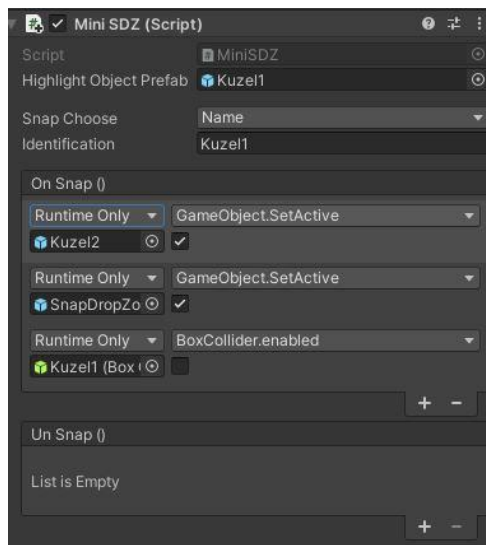 Mini SDZ (Script)
Script MiniSDZ
Highlight Object Prefab Kuzel1
Snap Choose Name
Identification Kuzel1
On Snap ()
Runtime Only GameObject.SetActive
Kuzel2
Runtime Only GameObject.SetActive
SnapDropZo
Runtime Only BoxCollider.enabled
Kuzel1 (Box
+ -
Un Snap ()
List is Empty
+ -